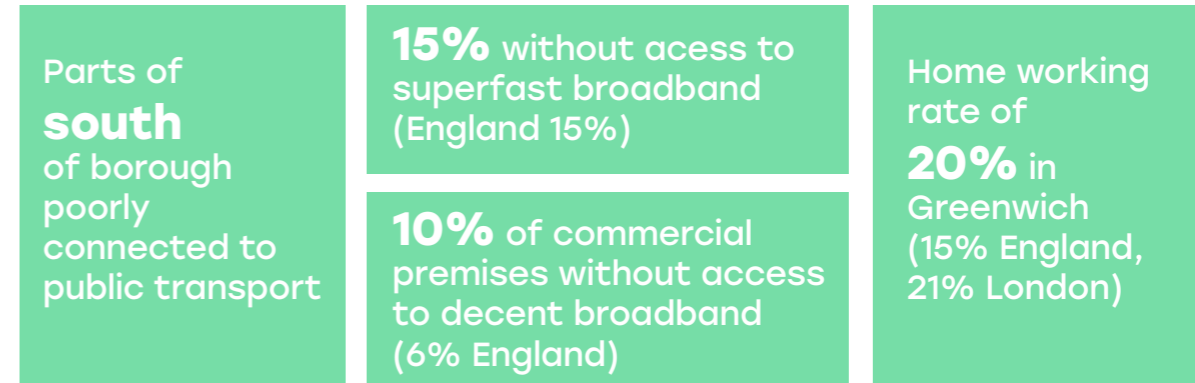 Parts of
south
of borough
poorly
connected to
public transport
15% without acess to
superfast broadband
(England 15%)
10% of commercial
premises without access
to decent broadband
(6% England)
Home working
rate of
20% in
Greenwich
(15% England,
21% London)